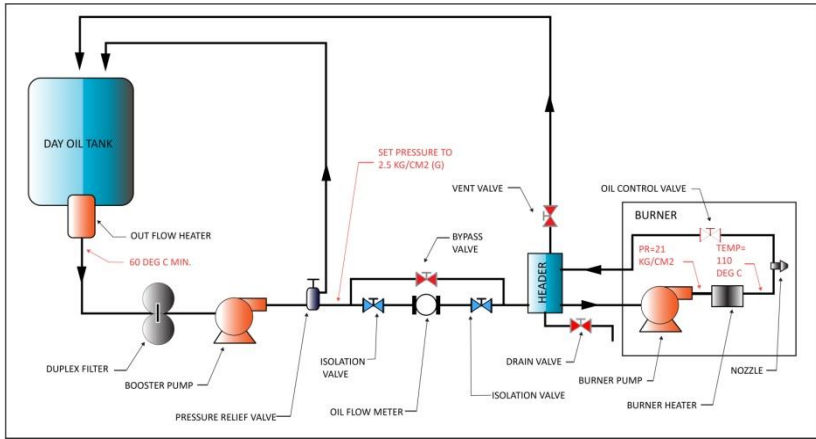 DAY OIL TANK
OUT FLOW HEATER
60 DEG C MIN.
DUPLEX FILTER
BOOSTER PUMP
PRESSURE RELIEF VALVE
SET PRESSURE TO
2.5 KG/CM2 (G)
BYPASS
VALVE
ISOLATION
VALVE
OIL FLOW METER
ISOLATION VALVE
VENT VALVE
HEADER
DRAIN VALVE
OIL CONTROL VALVE
BURNER
PR=21
KG/CM2
TEMP=
110
DEG C
NOZZLE
BURNER PUMP
BURNER HEATER